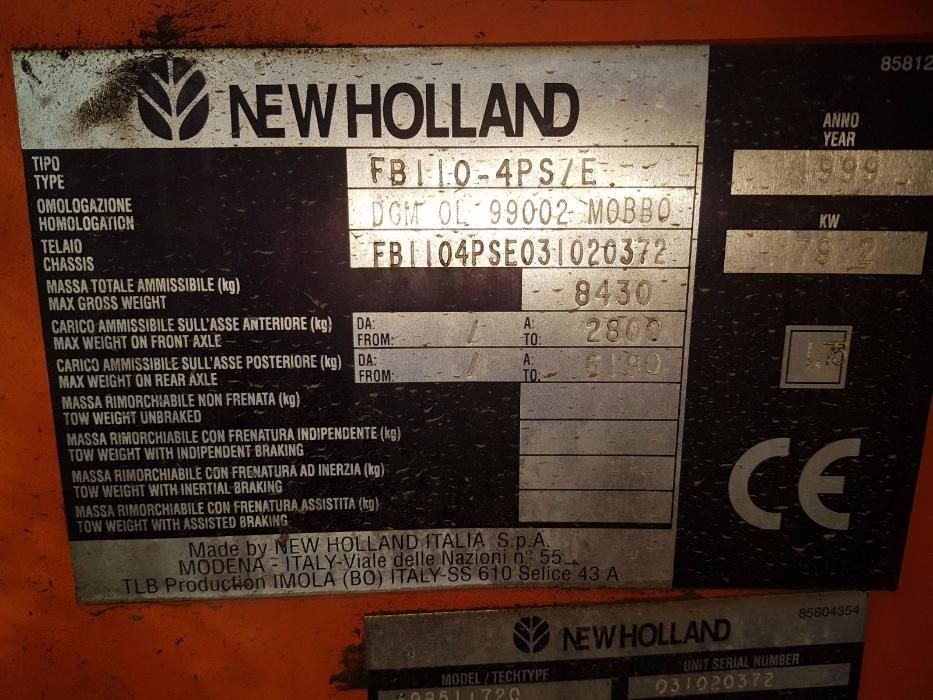 85812
NEW HOLLAND
ANNO
YEAR
1999
TIPO
TYPE
FB110-4PS/E
OMOLOGAZIONE
HOMOLOGATION
DGM OL 99002 MOBBO
KW
79 2
TELAIO
CHASSIS
FB1104PSE031020372
MASSA TOTALE AMMISSIBILE (kg)
MAX GROSS WEIGHT
8430
CARICO AMMISSIBILE SULL'ASSE ANTERIORE (kg)
MAX WEIGHT ON FRONT AXLE
DA: / A: 2800
FROM: TO:
CARICO AMMISSIBILE SULL'ASSE POSTERIORE (kg)
MAX WEIGHT ON REAR AXLE
DA: / A: 6190
FROM: TO:
MASSA RIMORCHIABILE NON FRENATA (kg)
TOW WEIGHT UNBRAKED
MASSA RIMORCHIABILE CON FRENATURA INDIPENDENTE (kg)
TOW WEIGHT WITH INDIPENDENT BRAKING
MASSA RIMORCHIABILE CON FRENATURA AD INERZIA (kg)
TOW WEIGHT WITH INERTIAL BRAKING
MASSA RIMORCHIABILE CON FRENATURA ASSISTITA (kg)
TOW WEIGHT WITH ASSISTED BRAKING
CE
Made by NEW HOLLAND ITALIA S.p.A.
MODENA - ITALY-Viale delle Nazioni n° 55
TLB Production IMOLA (BO) ITALY-SS 610 Selice 43 A
85804354
NEW HOLLAND
MODEL / TECHTYPE
UNIT SERIAL NUMBER
031020372